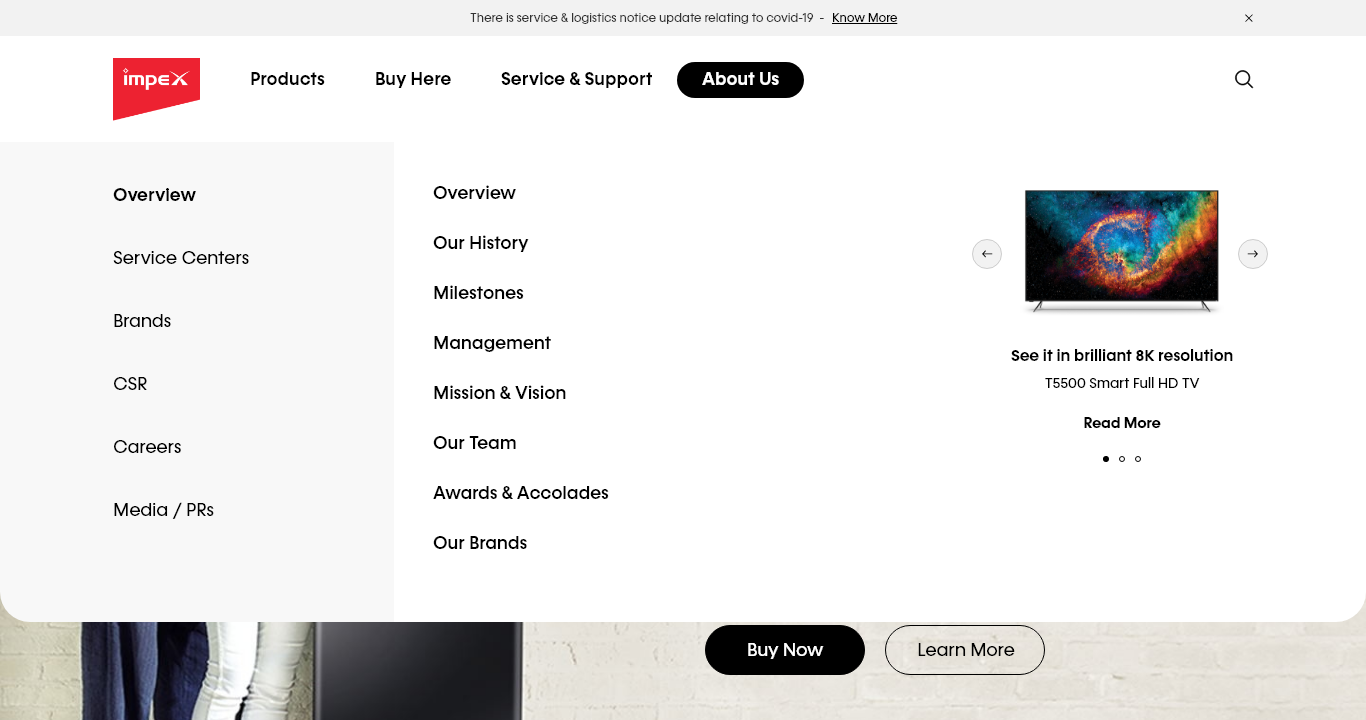 There is service & logistics notice update relating to covid-19 - Know More
impex
Products
Buy Here
Service & Support
About Us
Overview
Service Centers
Brands
CSR
Careers
Media / PRs
Overview
Our History
Milestones
Management
Mission & Vision
Our Team
Awards & Accolades
Our Brands
See it in brilliant 8K resolution
T5500 Smart Full HD TV
Read More
Buy Now
Learn More